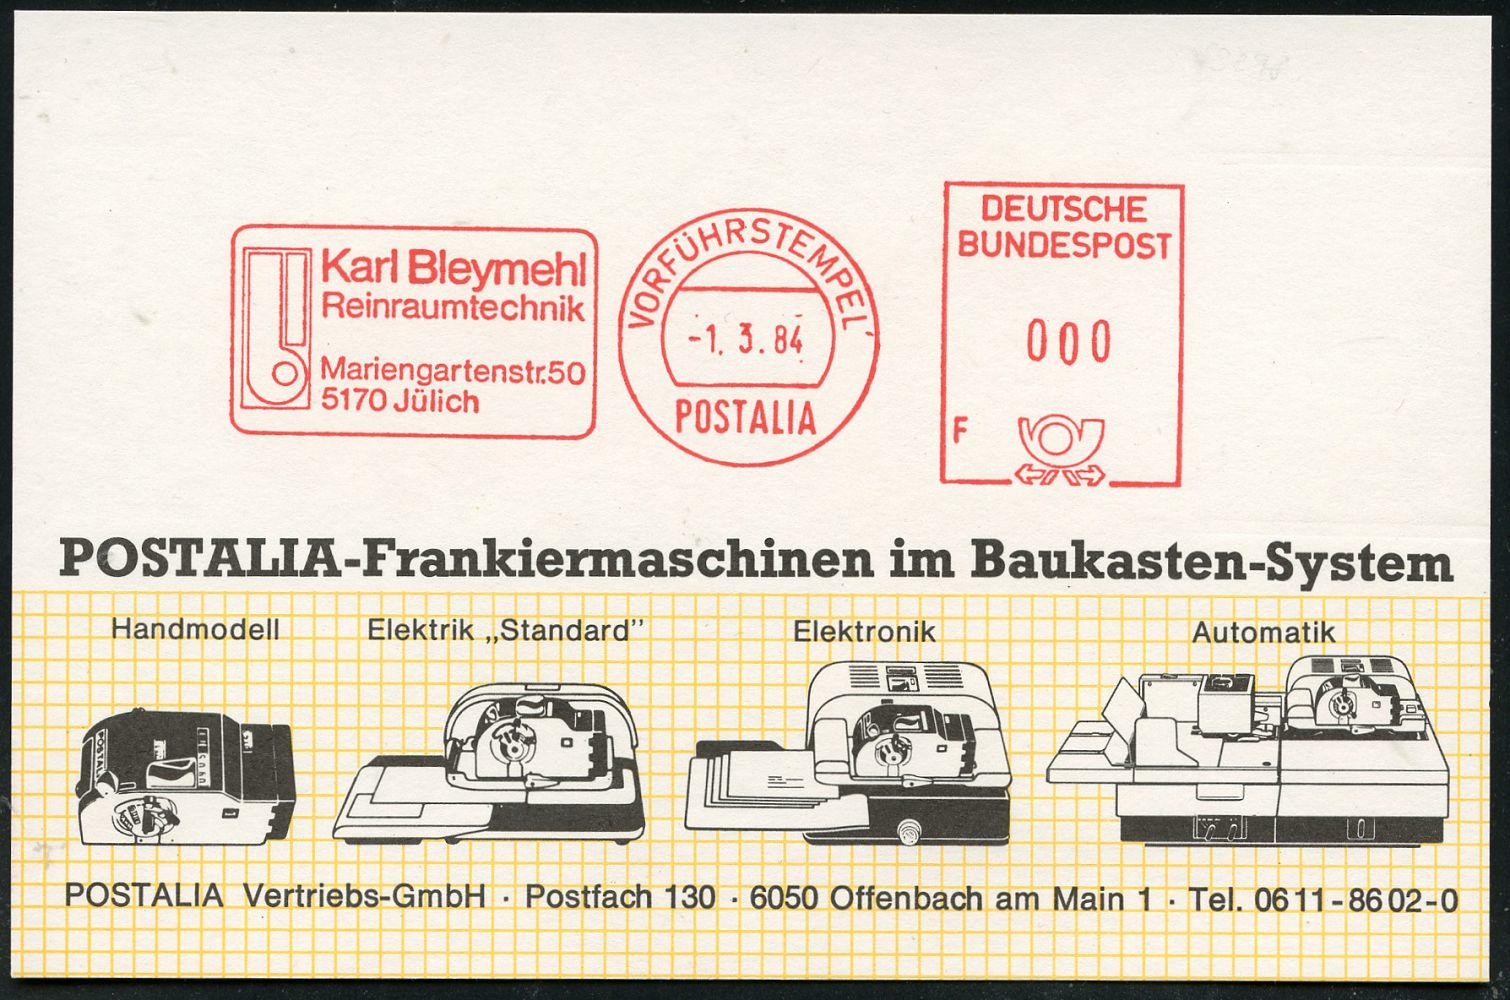 Karl Bleymehl
Reinraumtechnik
Mariengartenstr.50
5170 Jülich
VORFÜHRSTEMPEL
-1. 3. 84
POSTALIA
DEUTSCHE
BUNDESPOST
000
F
POSTALIA-Frankiermaschinen im Baukasten-System
Handmodell
Elektrik „Standard”
Elektronik
Automatik
POSTALIA
POSTALIA Vertriebs-GmbH · Postfach 130 · 6050 Offenbach am Main 1 · Tel. 0611-8602-0